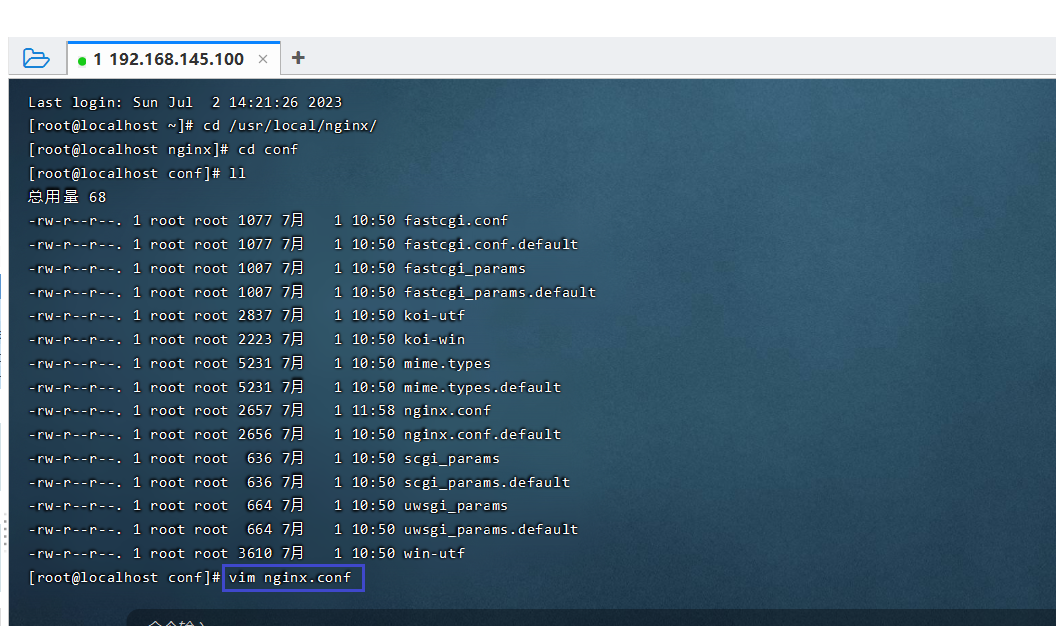 1 192.168.145.100 × +
Last login: Sun Jul  2 14:21:26 2023
[root@localhost ~]# cd /usr/local/nginx/
[root@localhost nginx]# cd conf
[root@localhost conf]# ll
总用量 68
-rw-r--r--. 1 root root 1077 7月   1 10:50 fastcgi.conf
-rw-r--r--. 1 root root 1077 7月   1 10:50 fastcgi.conf.default
-rw-r--r--. 1 root root 1007 7月   1 10:50 fastcgi_params
-rw-r--r--. 1 root root 1007 7月   1 10:50 fastcgi_params.default
-rw-r--r--. 1 root root 2837 7月   1 10:50 koi-utf
-rw-r--r--. 1 root root 2223 7月   1 10:50 koi-win
-rw-r--r--. 1 root root 5231 7月   1 10:50 mime.types
-rw-r--r--. 1 root root 5231 7月   1 10:50 mime.types.default
-rw-r--r--. 1 root root 2657 7月   1 11:58 nginx.conf
-rw-r--r--. 1 root root 2656 7月   1 10:50 nginx.conf.default
-rw-r--r--. 1 root root  636 7月   1 10:50 scgi_params
-rw-r--r--. 1 root root  636 7月   1 10:50 scgi_params.default
-rw-r--r--. 1 root root  664 7月   1 10:50 uwsgi_params
-rw-r--r--. 1 root root  664 7月   1 10:50 uwsgi_params.default
-rw-r--r--. 1 root root 3610 7月   1 10:50 win-utf
[root@localhost conf]# vim nginx.conf